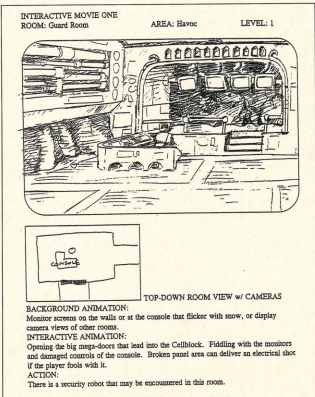 INTERACTIVE MOVIE ONE
ROOM: Guard Room AREA: Havoc LEVEL: 1
CONSOLE
TOP-DOWN ROOM VIEW w/ CAMERAS
BACKGROUND ANIMATION:
Monitor screens on the walls or at the console that flicker with snow, or display
camera views of other rooms.
INTERACTIVE ANIMATION:
Opening the big mega-doors that lead into the Cellblock. Fiddling with the monitors
and damaged controls of the console. Broken panel area can deliver an electrical shot
if the player fools with it.
ACTION:
There is a security robot that may be encountered in this room.